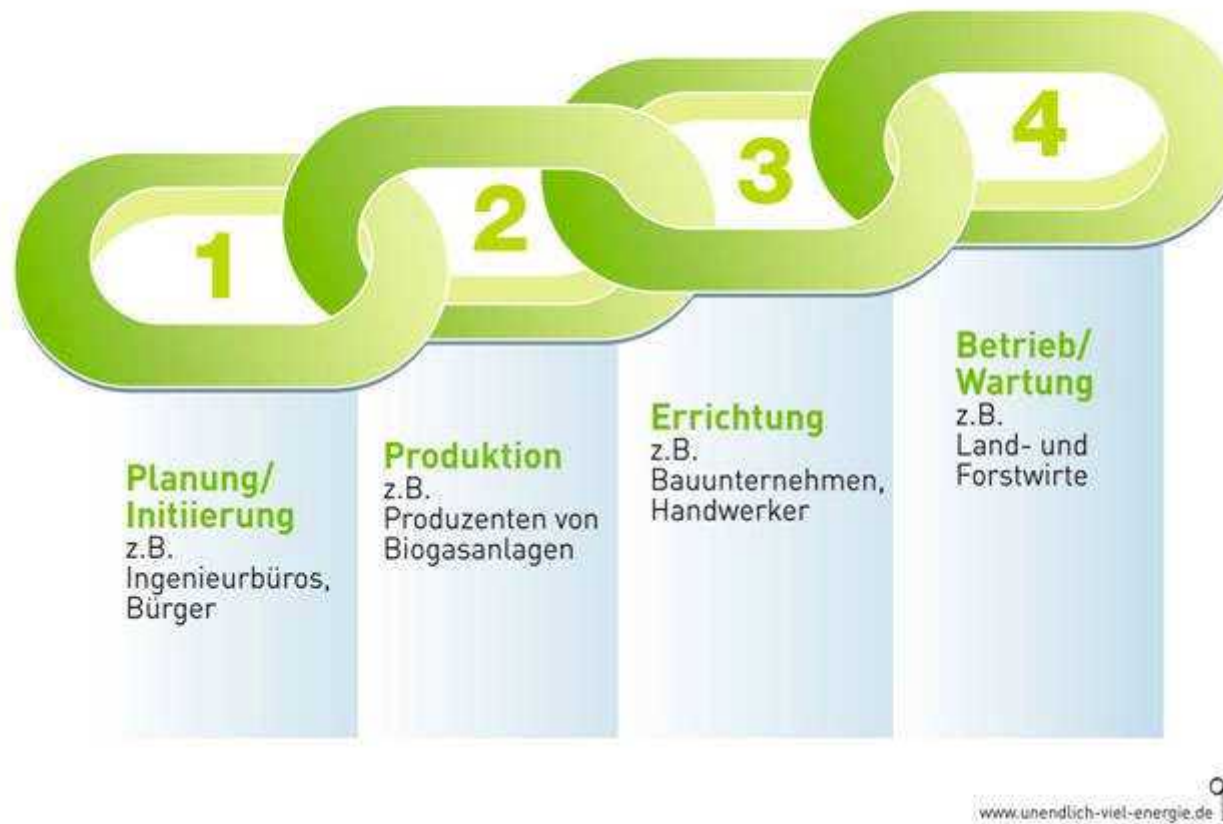 1
2
3
4
Planung/
Initiierung
z.B.
Ingenieurbüros,
Bürger
Produktion
z.B.
Produzenten von
Biogasanlagen
Errichtung
z.B.
Bauunternehmen,
Handwerker
Betrieb/
Wartung
z.B.
Land- und
Forstwirte
www.unendlich-viel-energie.de